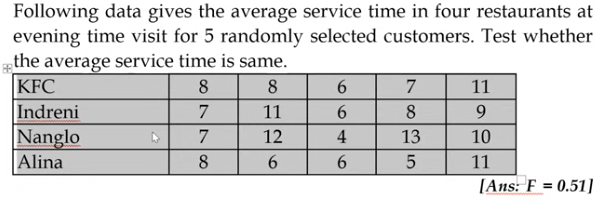 Following data gives the average service time in four restaurants at
evening time visit for 5 randomly selected customers. Test whether
the average service time is same.
KFC 8 8 6 7 11
Indreni 7 11 6 8 9
Nanglo 7 12 4 13 10
Alina 8 6 6 5 11
[Ans: F = 0.51]